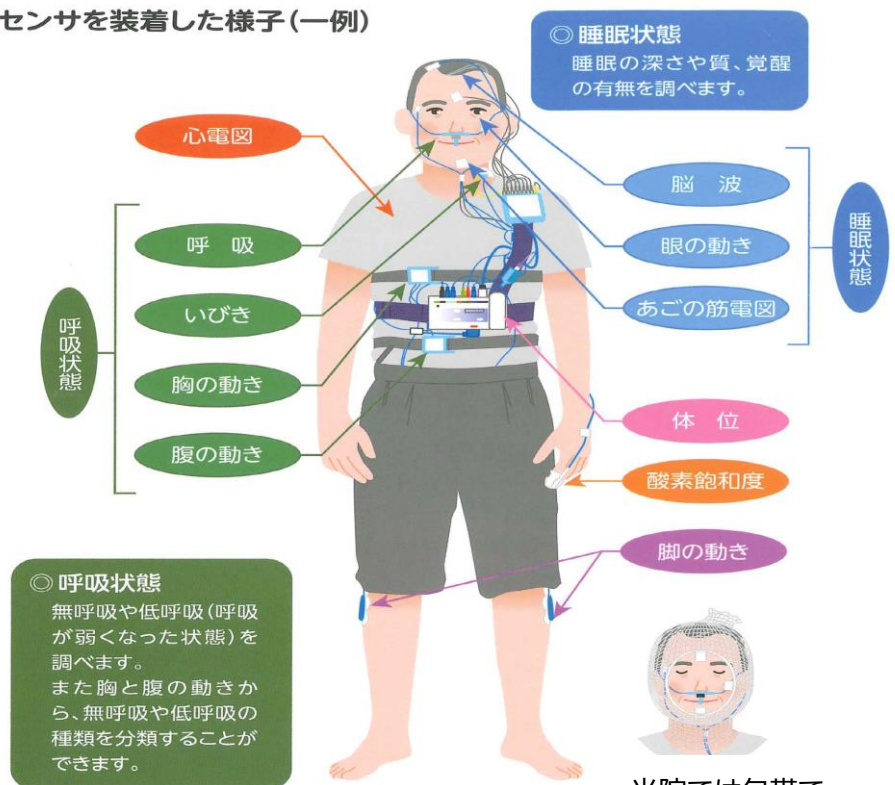 センサを装着した様子(一例)
◎睡眠状態
睡眠の深さや質、覚醒
の有無を調べます。
心電図
呼 吸
いびき
胸の動き
腹の動き
呼吸状態
脳 波
眼の動き
あごの筋電図
睡眠状態
体 位
酸素飽和度
脚の動き
◎呼吸状態
無呼吸や低呼吸(呼吸
が弱くなった状態)を
調べます。
また胸と腹の動きか
ら、無呼吸や低呼吸の
種類を分類することが
できます。